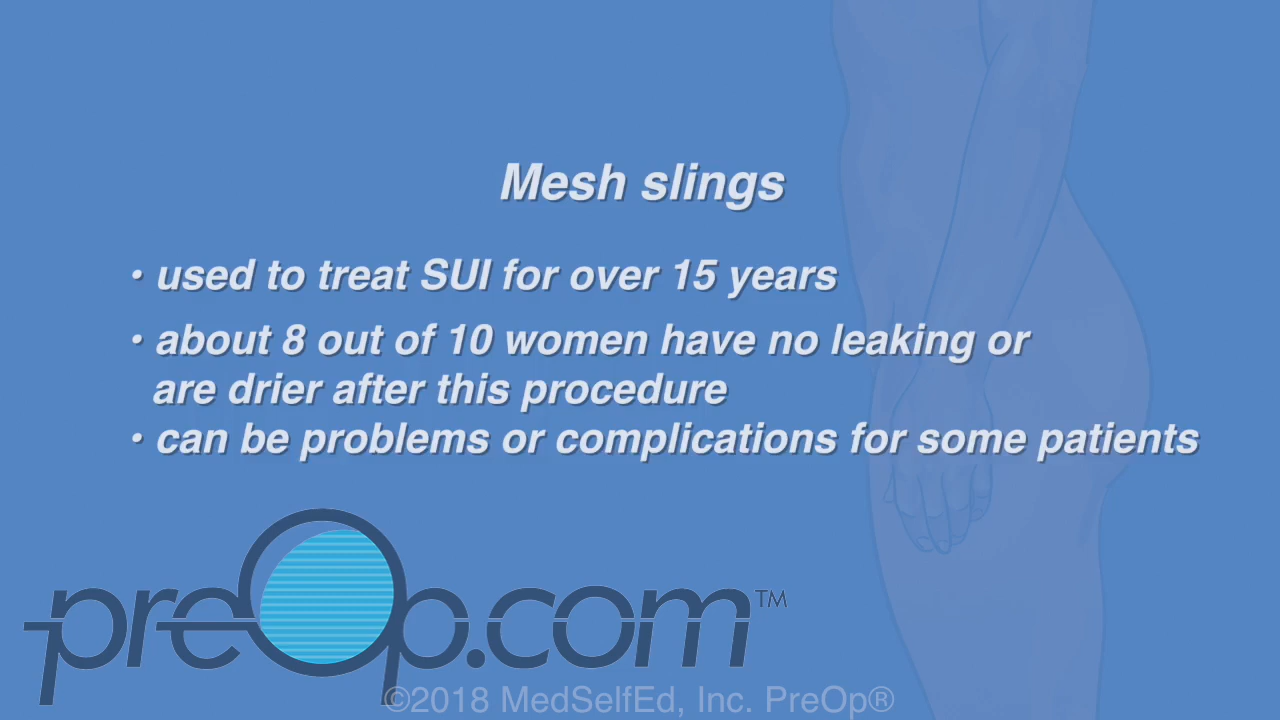 Mesh slings
• used to treat SUI for over 15 years
• about 8 out of 10 women have no leaking or
are drier after this procedure
• can be problems or complications for some patients
preOp.com™
©2018 MedSelfEd, Inc. PreOp®